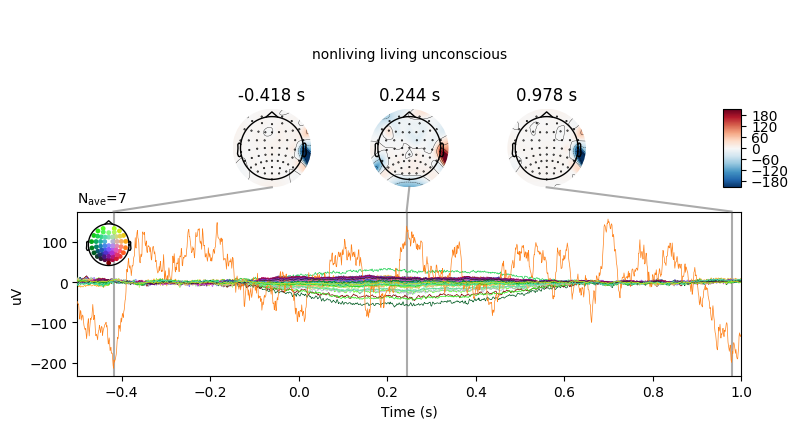 nonliving living unconscious
-0.418 s 0.244 s 0.978 s
180
120
60
0
−60
−120
−180
Nave=7
100
0
−100
−200
uV
−0.4 −0.2 0.0 0.2 0.4 0.6 0.8 1.0
Time (s)